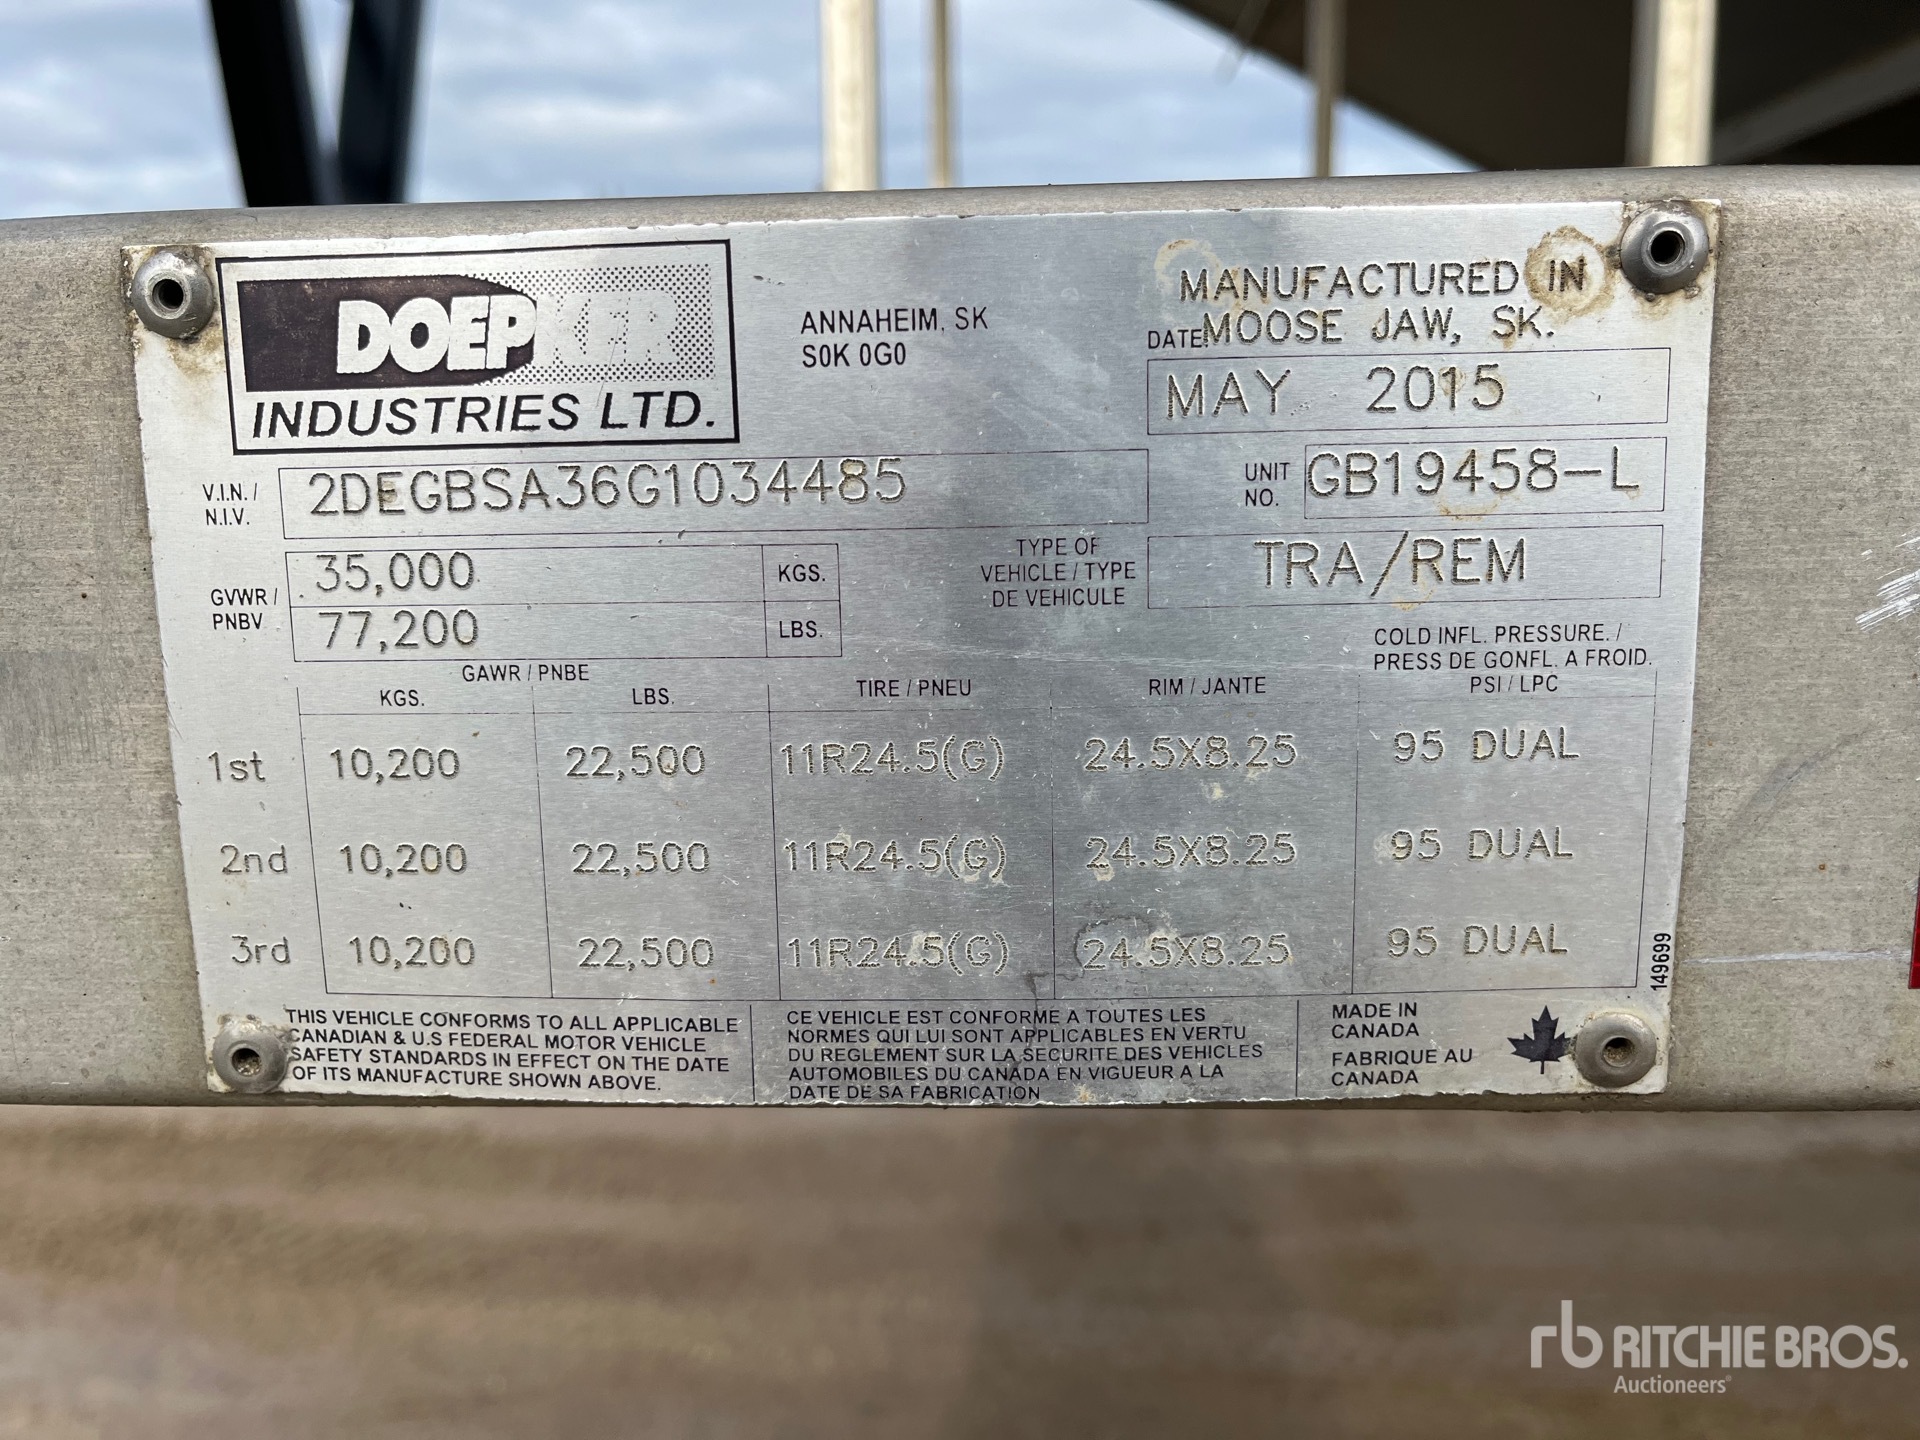 DOEPKER
INDUSTRIES LTD.
ANNAHEIM, SK
S0K 0G0
MANUFACTURED IN
DATE MOOSE JAW, SK.
MAY 2015
V.I.N. /
N.I.V.
2DEGBSA36G1034485
UNIT
NO.
GB19458-L
GVWR /
PNBV
35,000 KGS.
77,200 LBS.
TYPE OF
VEHICLE / TYPE
DE VEHICULE
TRA/REM
GAWR / PNBE
KGS. LBS. TIRE / PNEU RIM / JANTE
COLD INFL. PRESSURE. /
PRESS DE GONFL. A FROID.
PSI / LPC
1st 10,200 22,500 11R24.5(G) 24.5X8.25 95 DUAL
2nd 10,200 22,500 11R24.5(G) 24.5X8.25 95 DUAL
3rd 10,200 22,500 11R24.5(G) 24.5X8.25 95 DUAL
149699
THIS VEHICLE CONFORMS TO ALL APPLICABLE
CANADIAN & U.S FEDERAL MOTOR VEHICLE
SAFETY STANDARDS IN EFFECT ON THE DATE
OF ITS MANUFACTURE SHOWN ABOVE.
CE VEHICLE EST CONFORME A TOUTES LES
NORMES QUI LUI SONT APPLICABLES EN VERTU
DU REGLEMENT SUR LA SECURITE DES VEHICLES
AUTOMOBILES DU CANADA EN VIGUEUR A LA
DATE DE SA FABRICATION
MADE IN
CANADA
FABRIQUE AU
CANADA
rb RITCHIE BROS.
Auctioneers